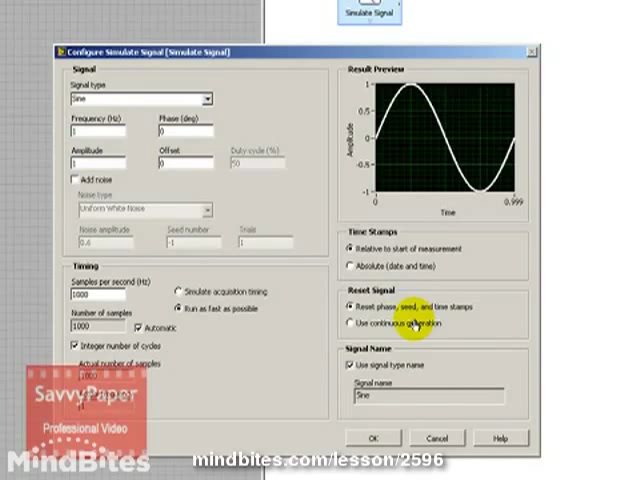 Simulate Signal
Configure Simulate Signal [Simulate Signal]
Signal
Signal type
Sine
Frequency (Hz)
Phase (deg)
1
0
Amplitude
Offset
Duty cycle (%)
1
0
50
Add noise
Noise type
Uniform White Noise
Noise amplitude
Seed number
Trials
0.6
-1
1
Timing
Samples per second (Hz)
1000
Simulate acquisition timing
Run as fast as possible
Number of samples
1000
Automatic
Integer number of cycles
Actual number of samples
1000
1
Result Preview
Amplitude
1
0.5
0
-0.5
-1
0
0.999
Time
Time Stamps
Relative to start of measurement
Absolute (date and time)
Reset Signal
Reset phase, seed, and time stamps
Use continuous generation
Signal Name
Use signal type name
Signal name
Sine
OK
Cancel
Help
SavvyPaper
Professional Video
MindBites
mindbites.com/lesson/2596